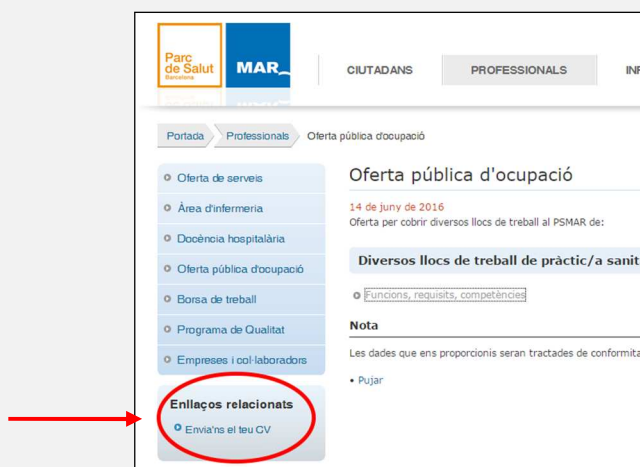 Parc
de Salut
Barcelona
MAR
CIUTADANS
PROFESSIONALS
Portada
Professionals
Oferta pública d'ocupació
Oferta de serveis
Àrea d'infermeria
Docència hospitalària
Oferta pública d'ocupació
Borsa de treball
Programa de Qualitat
Empreses i col·laboradors
Enllaços relacionats
Envia'ns el teu CV
Oferta pública d'ocupació
14 de juny de 2016
Oferta per cobrir diversos llocs de treball al PSMAR de:
Diversos llocs de treball de pràctic/a sanit
Funcions, requisits, competències
Nota
Les dades que ens proporcionis seran tractades de conformita
• Pujar